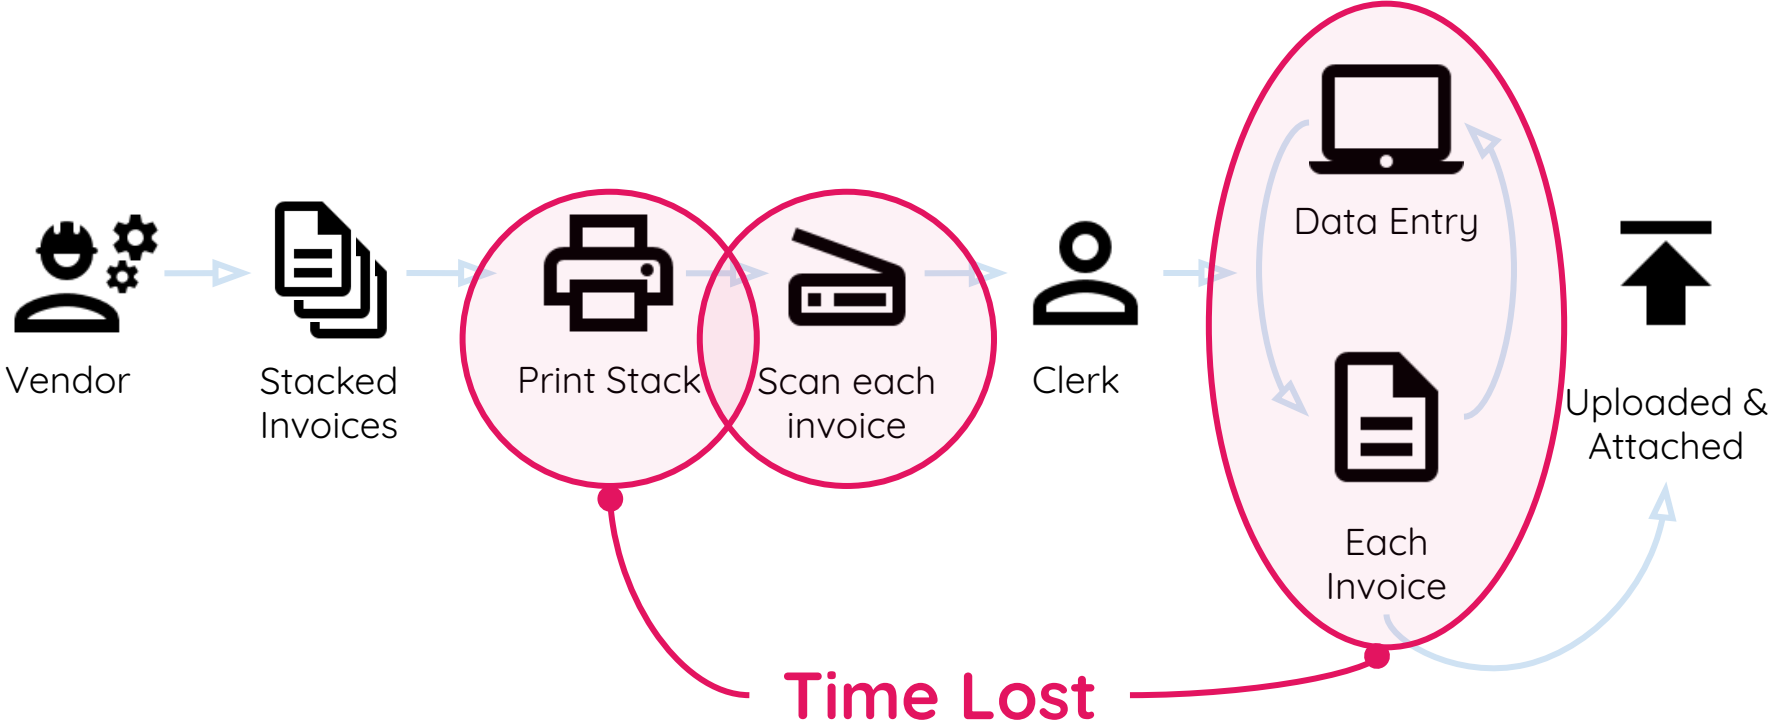 Vendor
Stacked
Invoices
Print Stack
Scan each
invoice
Clerk
Data Entry
Each
Invoice
Uploaded &
Attached
Time Lost